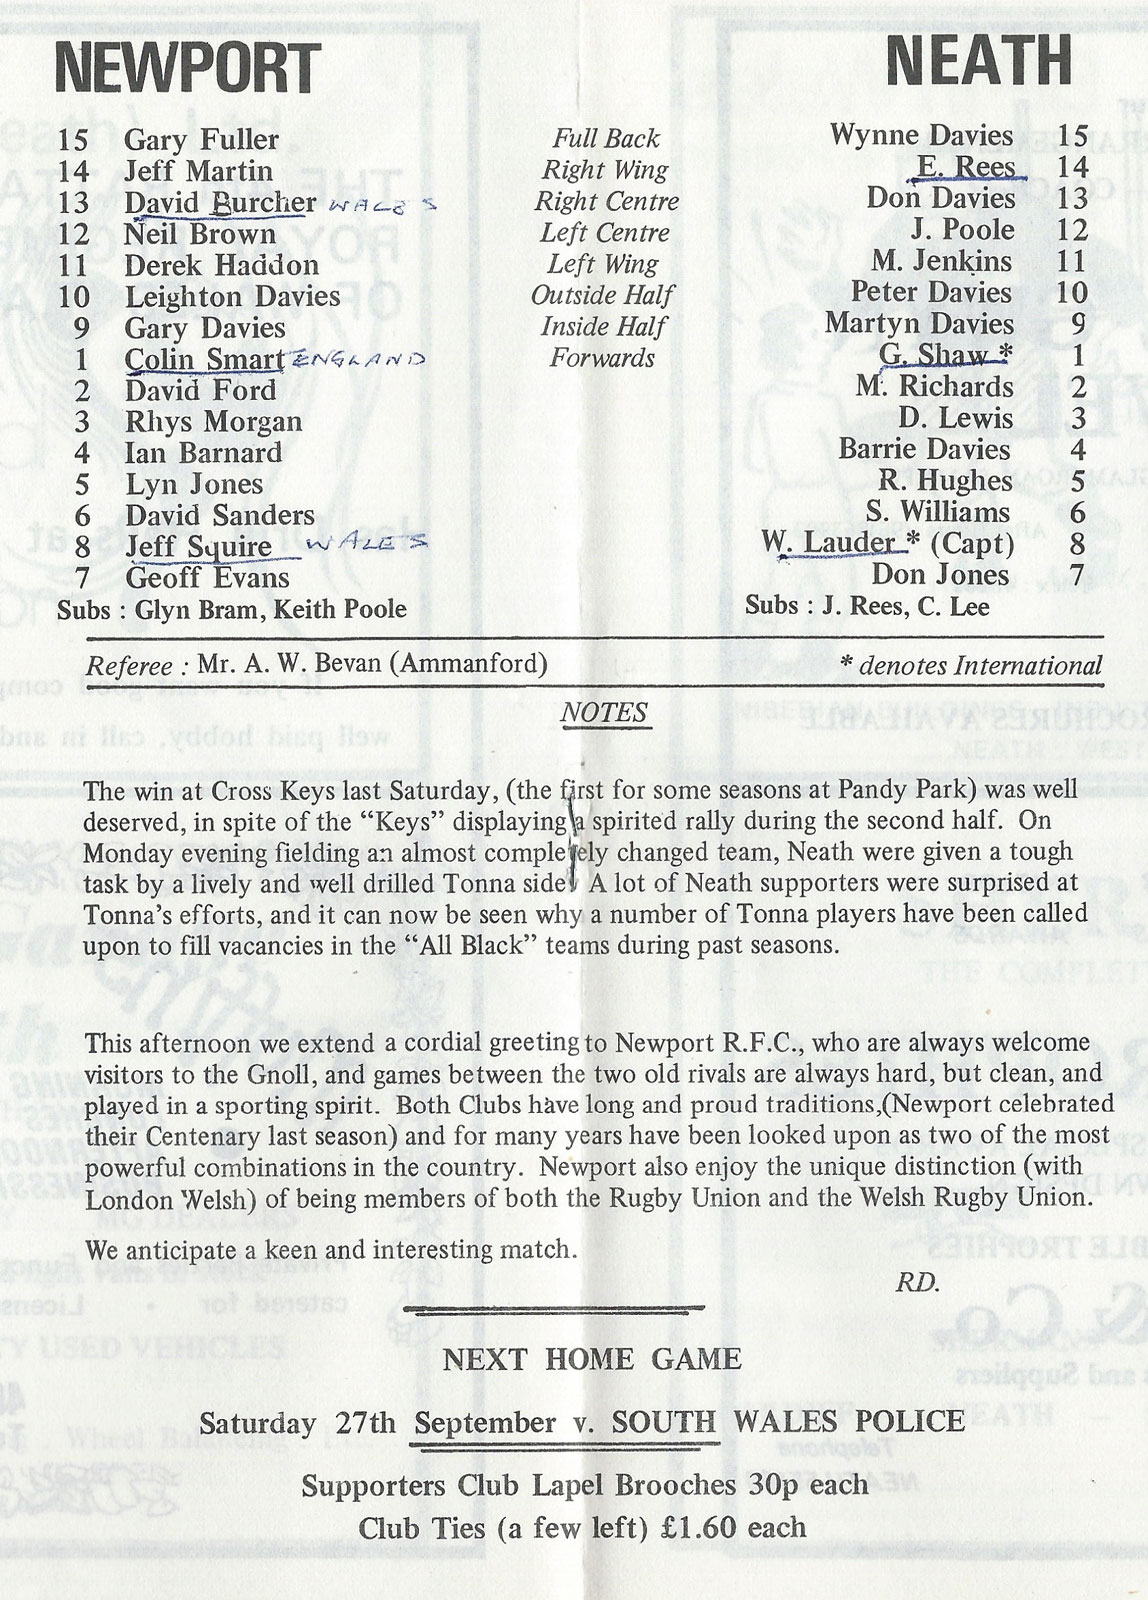 NEWPORT NEATH
15 Gary Fuller Full Back Wynne Davies 15
14 Jeff Martin Right Wing E. Rees 14
13 David Burcher WALES Right Centre Don Davies 13
12 Neil Brown Left Centre J. Poole 12
11 Derek Haddon Left Wing M. Jenkins 11
10 Leighton Davies Outside Half Peter Davies 10
9 Gary Davies Inside Half Martyn Davies 9
1 Colin Smart ENGLAND Forwards G. Shaw * 1
2 David Ford M. Richards 2
3 Rhys Morgan D. Lewis 3
4 Ian Barnard Barrie Davies 4
5 Lyn Jones R. Hughes 5
6 David Sanders S. Williams 6
8 Jeff Squire WALES W. Lauder * (Capt) 8
7 Geoff Evans Don Jones 7
Subs : Glyn Bram, Keith Poole Subs : J. Rees, C. Lee
Referee : Mr. A. W. Bevan (Ammanford) * denotes International
NOTES
The win at Cross Keys last Saturday, (the first for some seasons at Pandy Park) was well
deserved, in spite of the “Keys” displaying a spirited rally during the second half. On
Monday evening fielding an almost completely changed team, Neath were given a tough
task by a lively and well drilled Tonna side. A lot of Neath supporters were surprised at
Tonna’s efforts, and it can now be seen why a number of Tonna players have been called
upon to fill vacancies in the “All Black” teams during past seasons.
This afternoon we extend a cordial greeting to Newport R.F.C., who are always welcome
visitors to the Gnoll, and games between the two old rivals are always hard, but clean, and
played in a sporting spirit. Both Clubs have long and proud traditions,(Newport celebrated
their Centenary last season) and for many years have been looked upon as two of the most
powerful combinations in the country. Newport also enjoy the unique distinction (with
London Welsh) of being members of both the Rugby Union and the Welsh Rugby Union.
We anticipate a keen and interesting match.
RD.
NEXT HOME GAME
Saturday 27th September v. SOUTH WALES POLICE
Supporters Club Lapel Brooches 30p each
Club Ties (a few left) £1.60 each